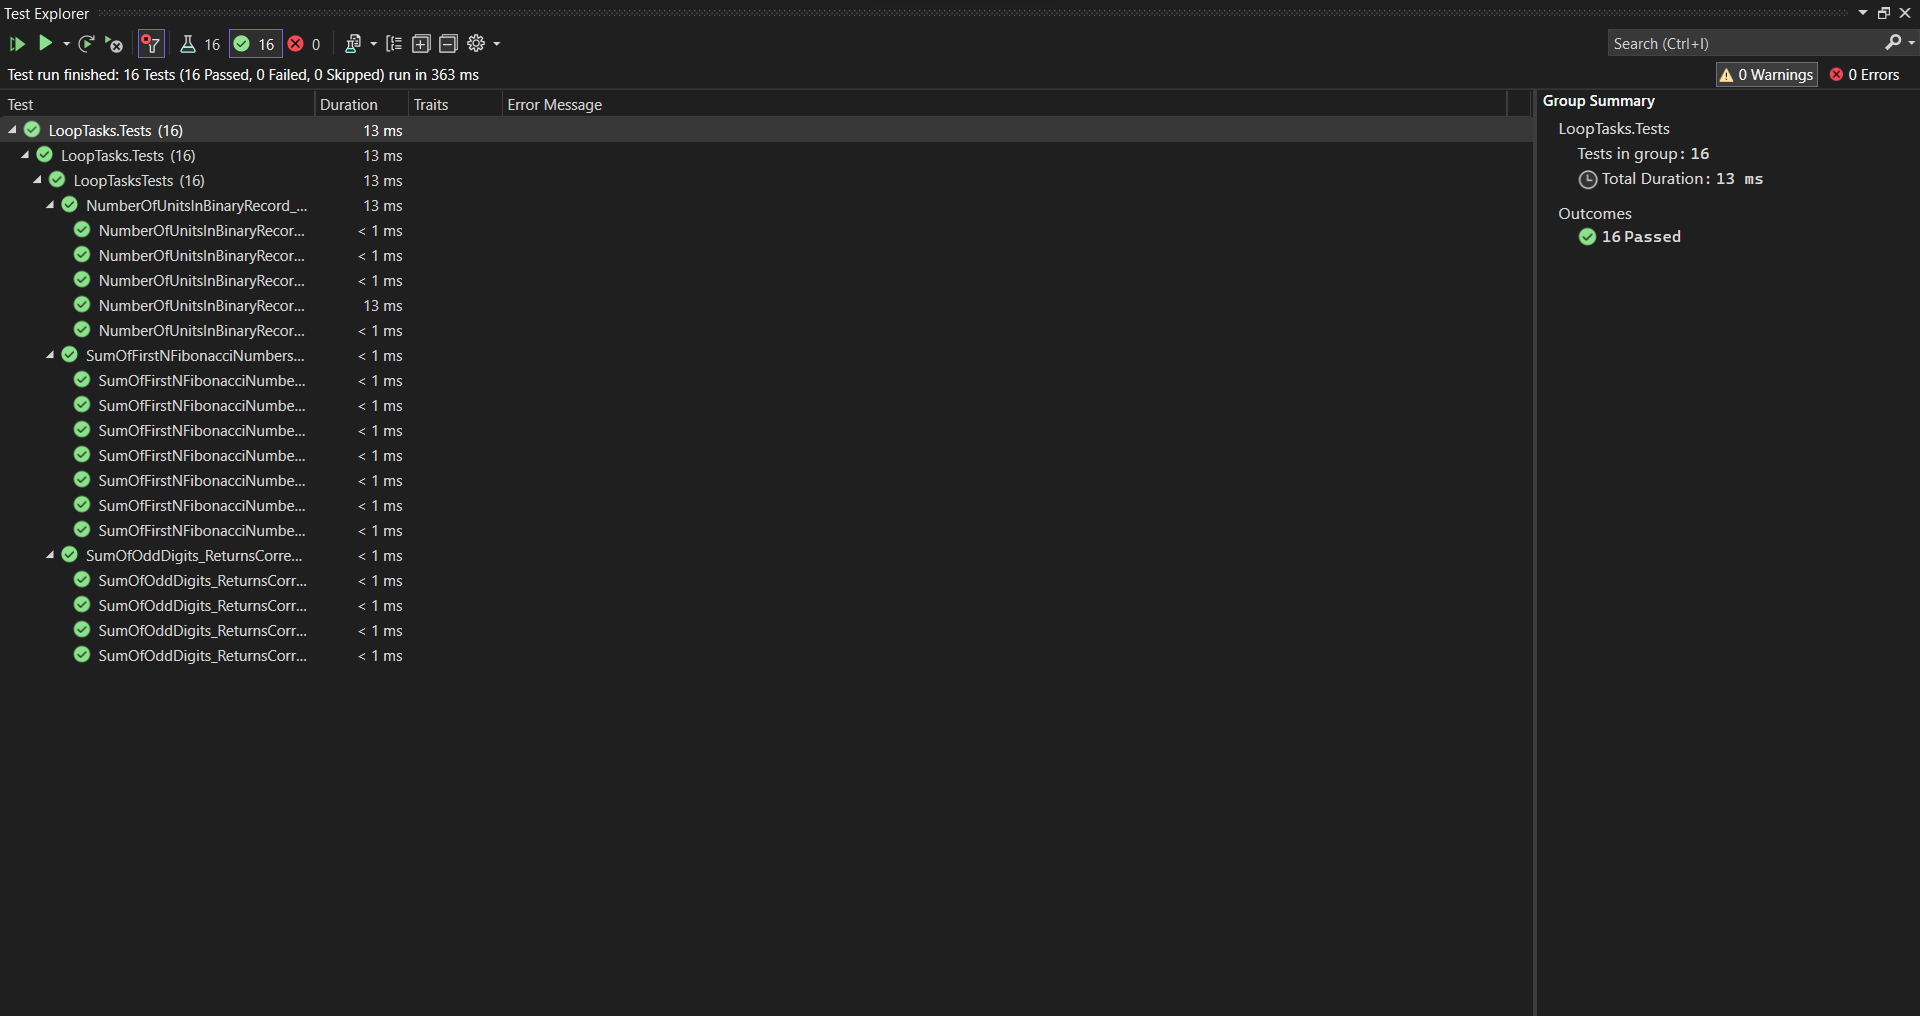 Test Explorer
16 16 0
Search (Ctrl+I)
Test run finished: 16 Tests (16 Passed, 0 Failed, 0 Skipped) run in 363 ms
0 Warnings 0 Errors
Test Duration Traits Error Message
LoopTasks.Tests (16) 13 ms
LoopTasks.Tests (16) 13 ms
LoopTasksTests (16) 13 ms
NumberOfUnitsInBinaryRecord_... 13 ms
NumberOfUnitsInBinaryRecor... < 1 ms
NumberOfUnitsInBinaryRecor... < 1 ms
NumberOfUnitsInBinaryRecor... < 1 ms
NumberOfUnitsInBinaryRecor... 13 ms
NumberOfUnitsInBinaryRecor... < 1 ms
SumOfFirstNFibonacciNumbers... < 1 ms
SumOfFirstNFibonacciNumbe... < 1 ms
SumOfFirstNFibonacciNumbe... < 1 ms
SumOfFirstNFibonacciNumbe... < 1 ms
SumOfFirstNFibonacciNumbe... < 1 ms
SumOfFirstNFibonacciNumbe... < 1 ms
SumOfFirstNFibonacciNumbe... < 1 ms
SumOfFirstNFibonacciNumbe... < 1 ms
SumOfOddDigits_ReturnsCorre... < 1 ms
SumOfOddDigits_ReturnsCorr... < 1 ms
SumOfOddDigits_ReturnsCorr... < 1 ms
SumOfOddDigits_ReturnsCorr... < 1 ms
SumOfOddDigits_ReturnsCorr... < 1 ms
Group Summary
LoopTasks.Tests
Tests in group: 16
Total Duration: 13 ms
Outcomes
16 Passed